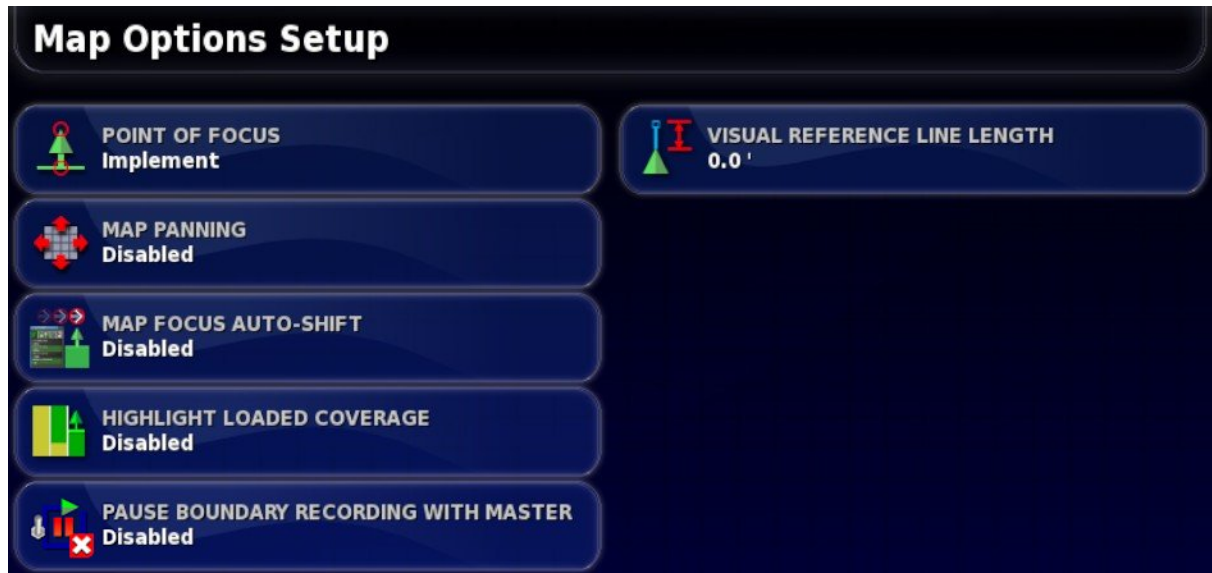 Map Options Setup
POINT OF FOCUS
Implement
MAP PANNING
Disabled
MAP FOCUS AUTO-SHIFT
Disabled
HIGHLIGHT LOADED COVERAGE
Disabled
PAUSE BOUNDARY RECORDING WITH MASTER
Disabled
VISUAL REFERENCE LINE LENGTH
0.0 '